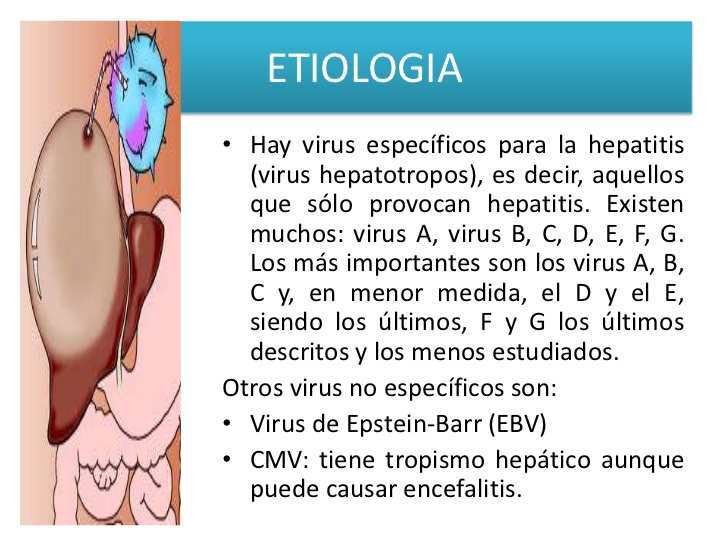 ETIOLOGIA
• Hay virus específicos para la hepatitis
(virus hepatotropos), es decir, aquellos
que sólo provocan hepatitis. Existen
muchos: virus A, virus B, C, D, E, F, G.
Los más importantes son los virus A, B,
C y, en menor medida, el D y el E,
siendo los últimos, F y G los últimos
descritos y los menos estudiados.
Otros virus no específicos son:
• Virus de Epstein-Barr (EBV)
• CMV: tiene tropismo hepático aunque
puede causar encefalitis.